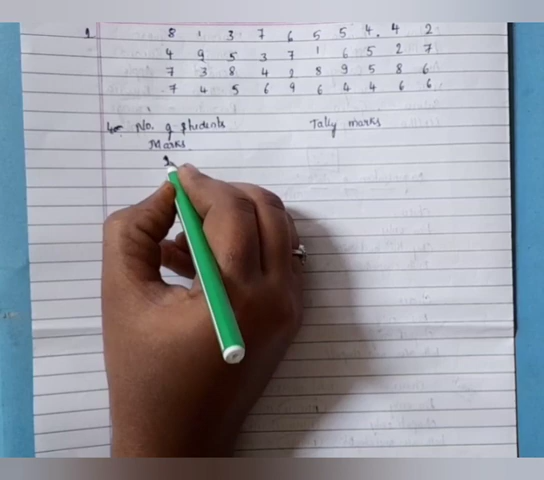 1 8 1 3 7 6 5 5 4 4 2
4 9 5 3 7 1 6 5 2 7
7 3 8 4 2 8 9 5 8 6
7 4 5 6 9 6 4 4 6 6
No. of students Tally marks
Marks